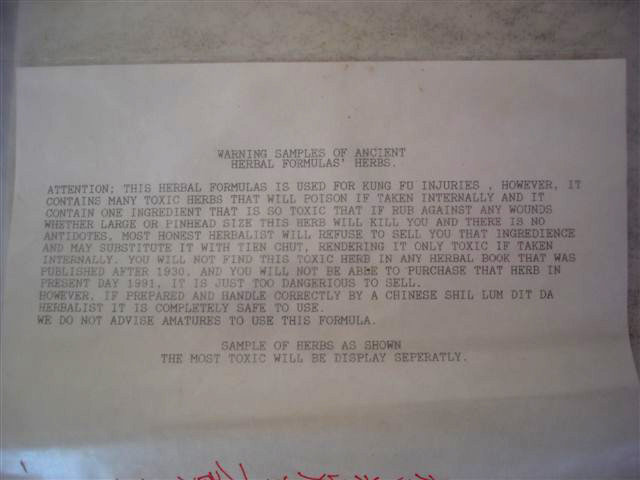 WARNING SAMPLES OF ANCIENT
HERBAL FORMULAS' HERBS.
ATTENTION; THIS HERBAL FORMULAS IS USED FOR KUNG FU INJURIES , HOWEVER, IT
CONTAINS MANY TOXIC HERBS THAT WILL POISON IF TAKEN INTERNALLY AND IT
CONTAIN ONE INGREDIENT THAT IS SO TOXIC THAT IF RUB AGAINST ANY WOUNDS
WHETHER LARGE OR PINHEAD SIZE THIS HERB WILL KILL YOU AND THERE IS NO
ANTIDOTES, MOST HONEST HERBALIST WILL REFUSE TO SELL YOU THAT INGREDIENCE
AND MAY SUBSTITUTE IT WITH TIEN CHUT, RENDERING IT ONLY TOXIC IF TAKEN
INTERNALLY. YOU WILL NOT FIND THIS TOXIC HERB IN ANY HERBAL BOOK THAT WAS
PUBLISHED AFTER 1930, AND YOU WILL NOT BE ABLE TO PURCHASE THAT HERB IN
PRESENT DAY 1991, IT IS JUST TOO DANGERIOUS TO SELL.
HOWEVER, IF PREPARED AND HANDLE CORRECTLY BY A CHINESE SHIL LUM DIT DA
HERBALIST IT IS COMPLETELY SAFE TO USE.
WE DO NOT ADVISE AMATURES TO USE THIS FORMULA.
SAMPLE OF HERBS AS SHOWN
THE MOST TOXIC WILL BE DISPLAY SEPERATLY.